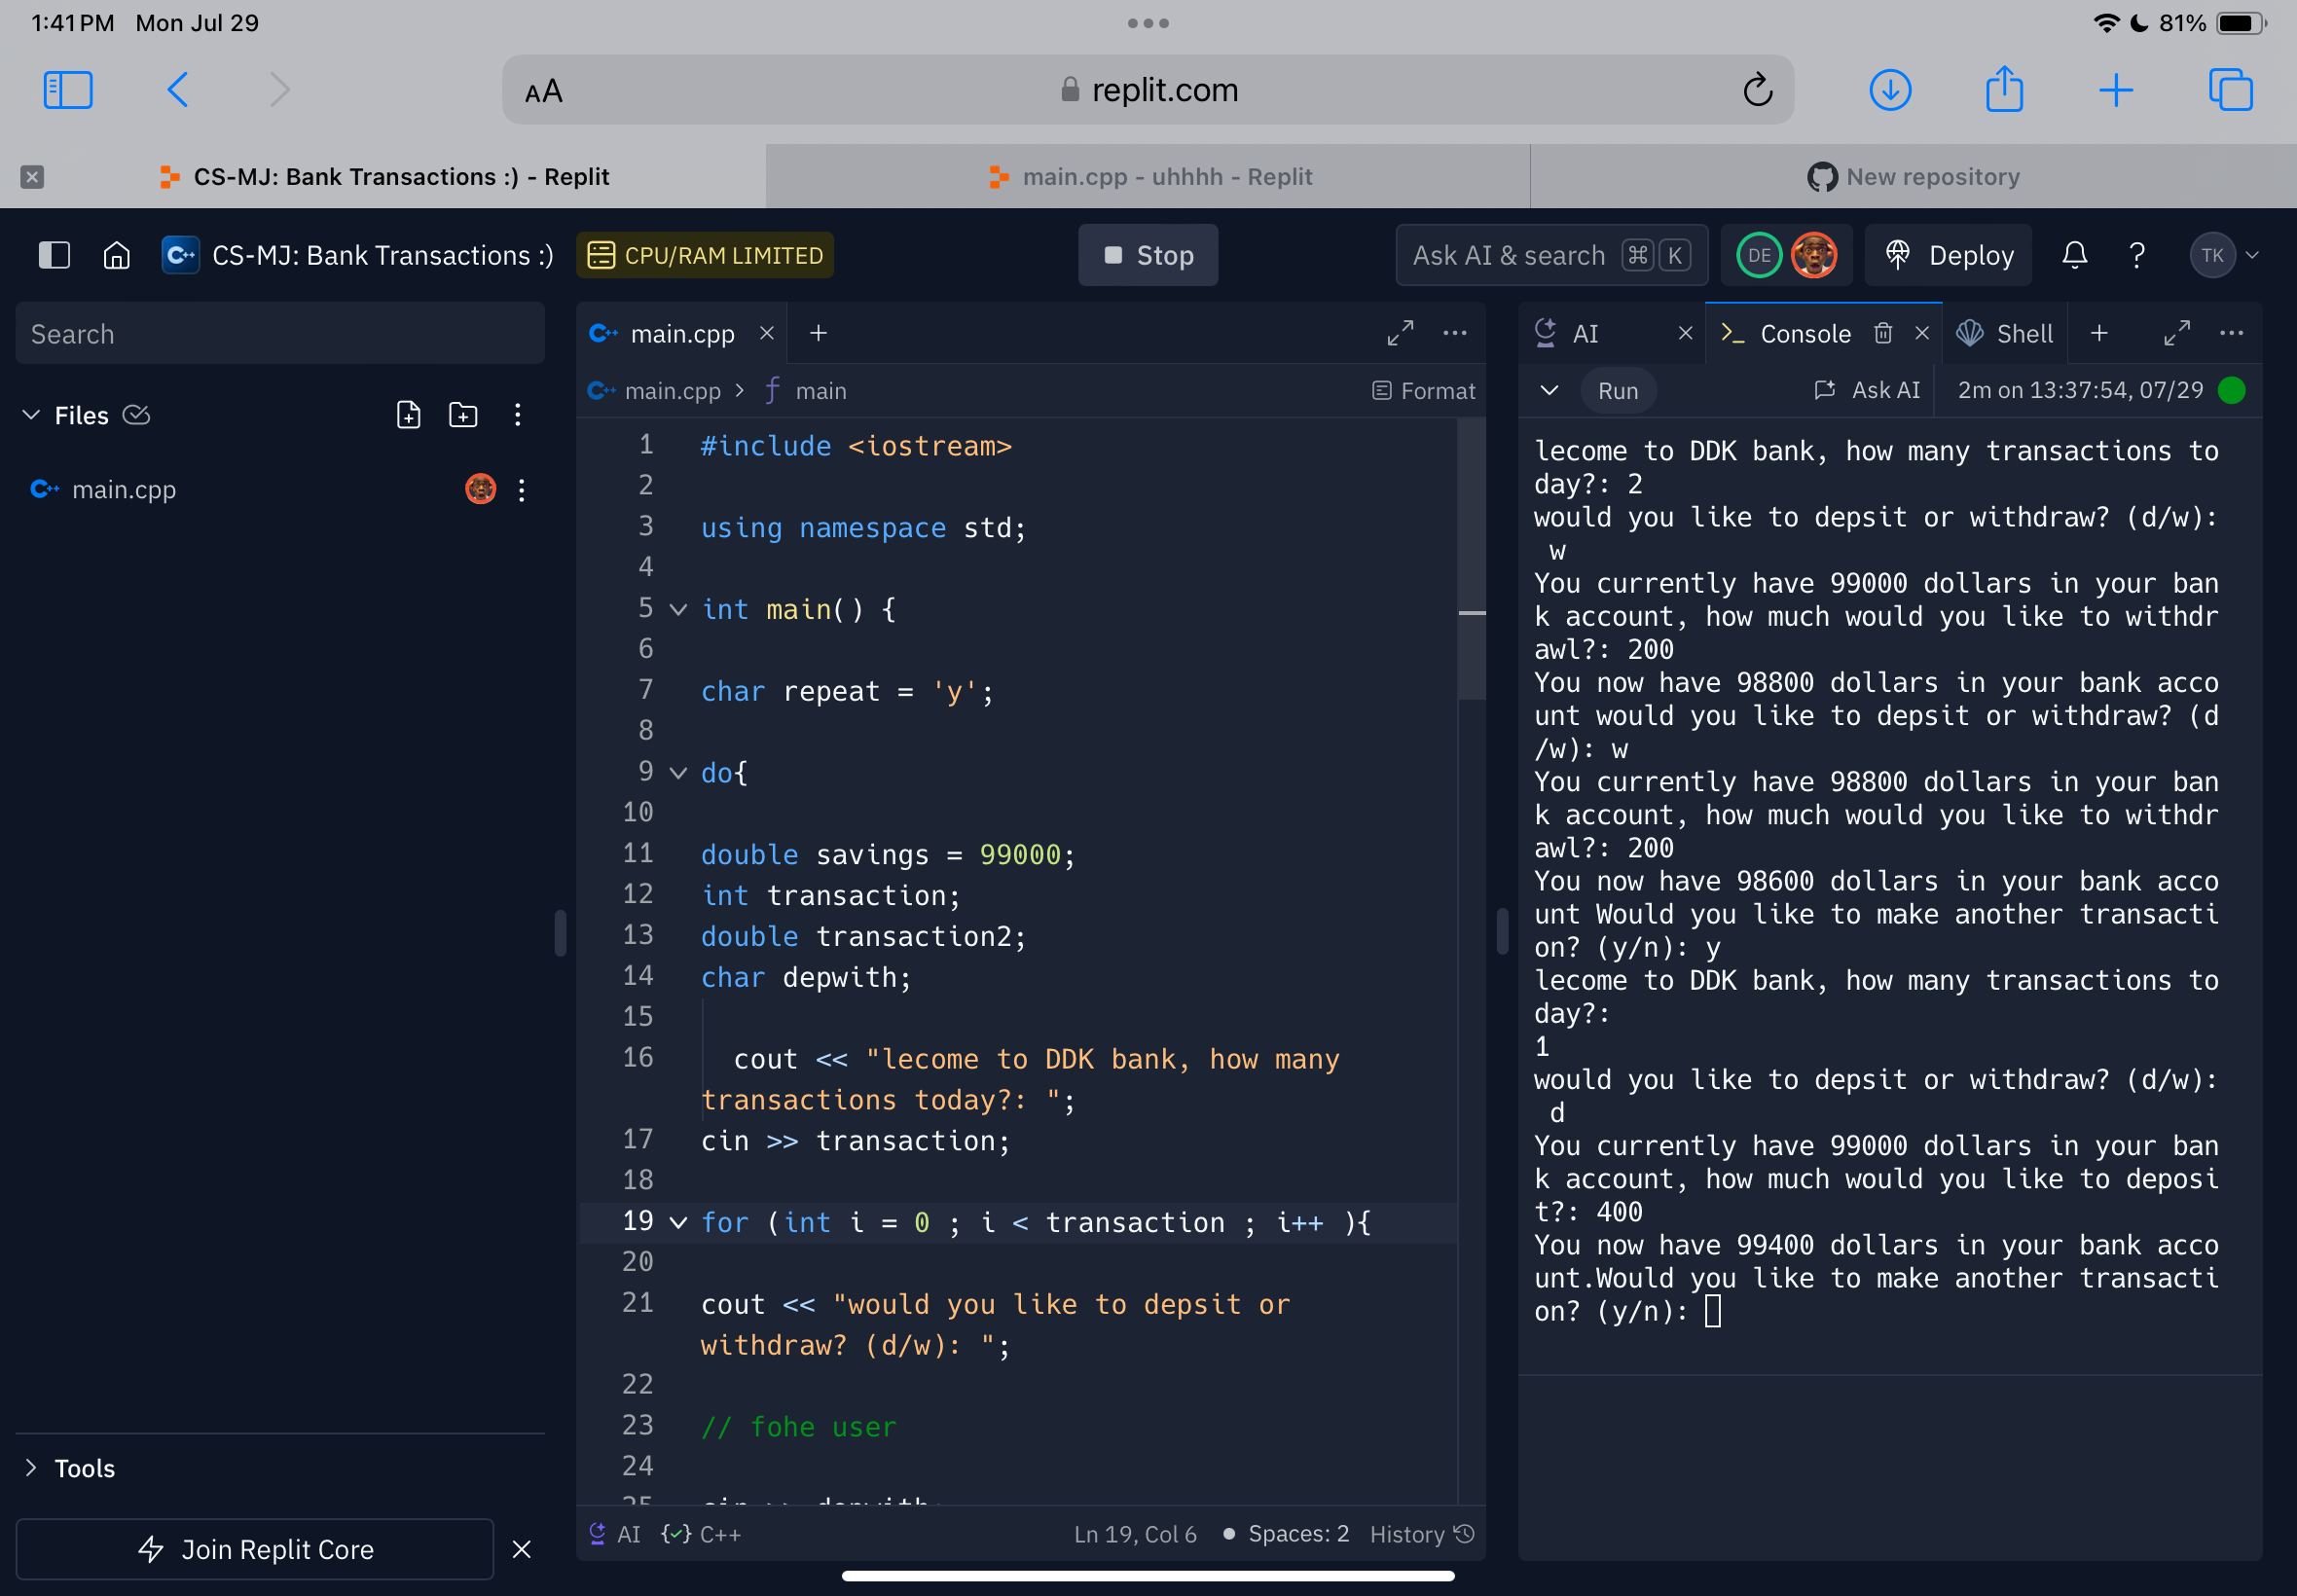 1:41 PM Mon Jul 29
81%
AA
replit.com
CS-MJ: Bank Transactions :) - Replit
main.cpp - uhhhh - Replit
New repository
CS-MJ: Bank Transactions :)
CPU/RAM LIMITED
Stop
Ask AI & search ⌘ K
DE
Deploy
?
TK
Search
Files
main.cpp
Tools
Join Replit Core
main.cpp
main.cpp > f main
Format
1 #include <iostream>
2
3 using namespace std;
4
5 int main() {
6
7 char repeat = 'y';
8
9 do{
10
11 double savings = 99000;
12 int transaction;
13 double transaction2;
14 char depwith;
15
16 cout << "lecome to DDK bank, how many
transactions today?: ";
17 cin >> transaction;
18
19 for (int i = 0 ; i < transaction ; i++ ){
20
21 cout << "would you like to depsit or
withdraw? (d/w): ";
22
23 // fohe user
24
25 cin >> depwith;
AI
C++
Ln 19, Col 6
Spaces: 2
History
AI
Console
Shell
Run
Ask AI
2m on 13:37:54, 07/29
lecome to DDK bank, how many transactions to
day?: 2
would you like to depsit or withdraw? (d/w):
w
You currently have 99000 dollars in your ban
k account, how much would you like to withdr
awl?: 200
You now have 98800 dollars in your bank acco
unt would you like to depsit or withdraw? (d
/w): w
You currently have 98800 dollars in your ban
k account, how much would you like to withdr
awl?: 200
You now have 98600 dollars in your bank acco
unt Would you like to make another transacti
on? (y/n): y
lecome to DDK bank, how many transactions to
day?:
1
would you like to depsit or withdraw? (d/w):
d
You currently have 99000 dollars in your ban
k account, how much would you like to deposi
t?: 400
You now have 99400 dollars in your bank acco
unt.Would you like to make another transacti
on? (y/n):